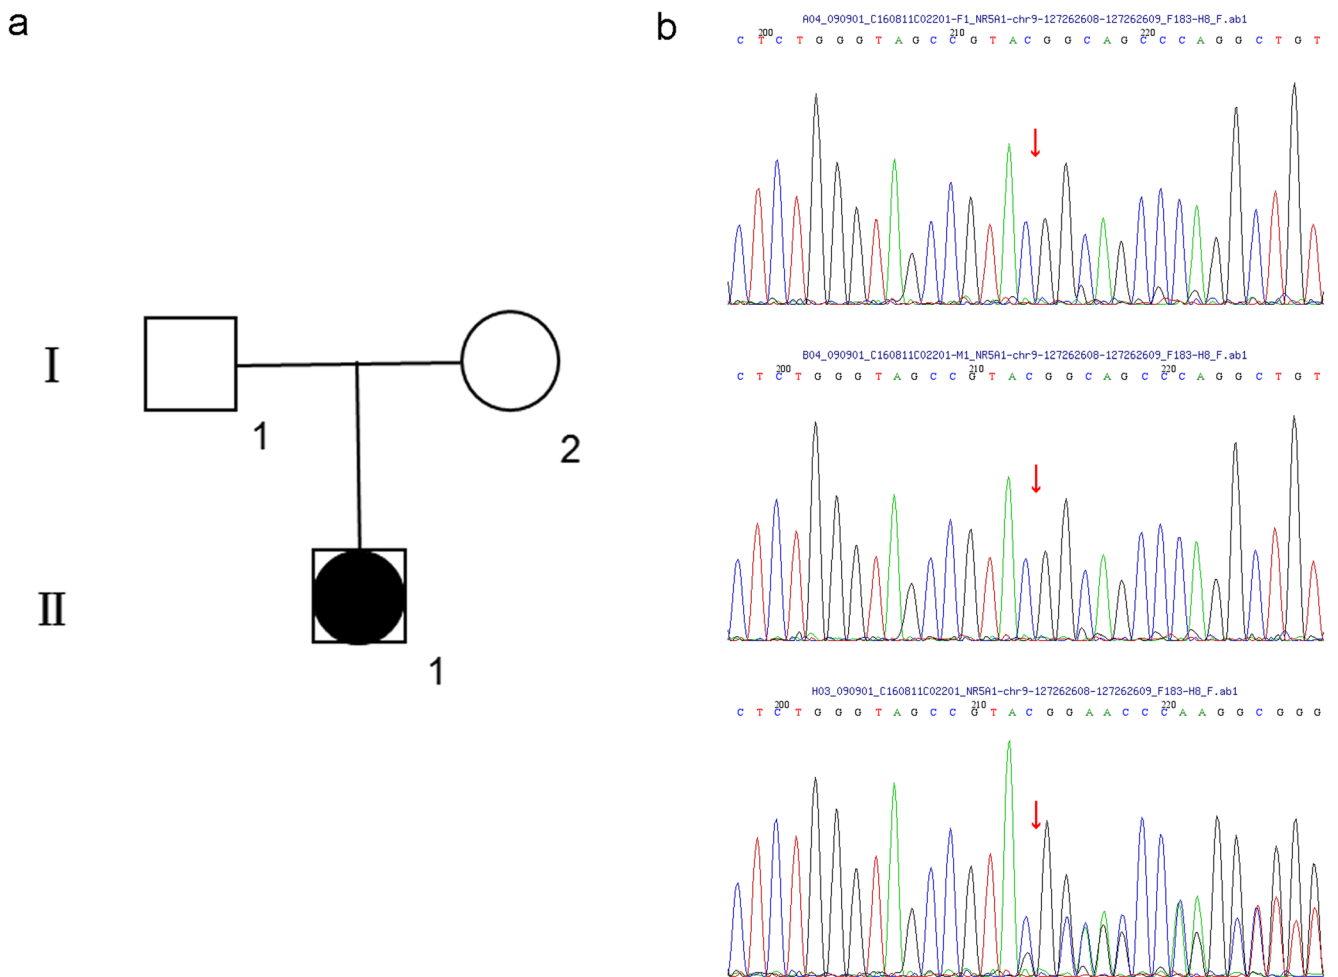 a
b
I
1
2
II
1
A04_090901_C160811C02201-F1_NR5A1-chr9-127262608-127262609_F183-H8_F.ab1
200 210 220
C T C T G G G T A G C C G T A C G G C A G C C C A G G C T G T
B04_090901_C160811C02201-M1_NR5A1-chr9-127262608-127262609_F183-H8_F.ab1
200 210 220
C T C T G G G T A G C C G T A C G G C A G C C C A G G C T G T
H03_090901_C160811C02201_NR5A1-chr9-127262608-127262609_F183-H8_F.ab1
200 210 220
C T C T G G G T A G C C G T A C G G A A C C C A A G G C G G G